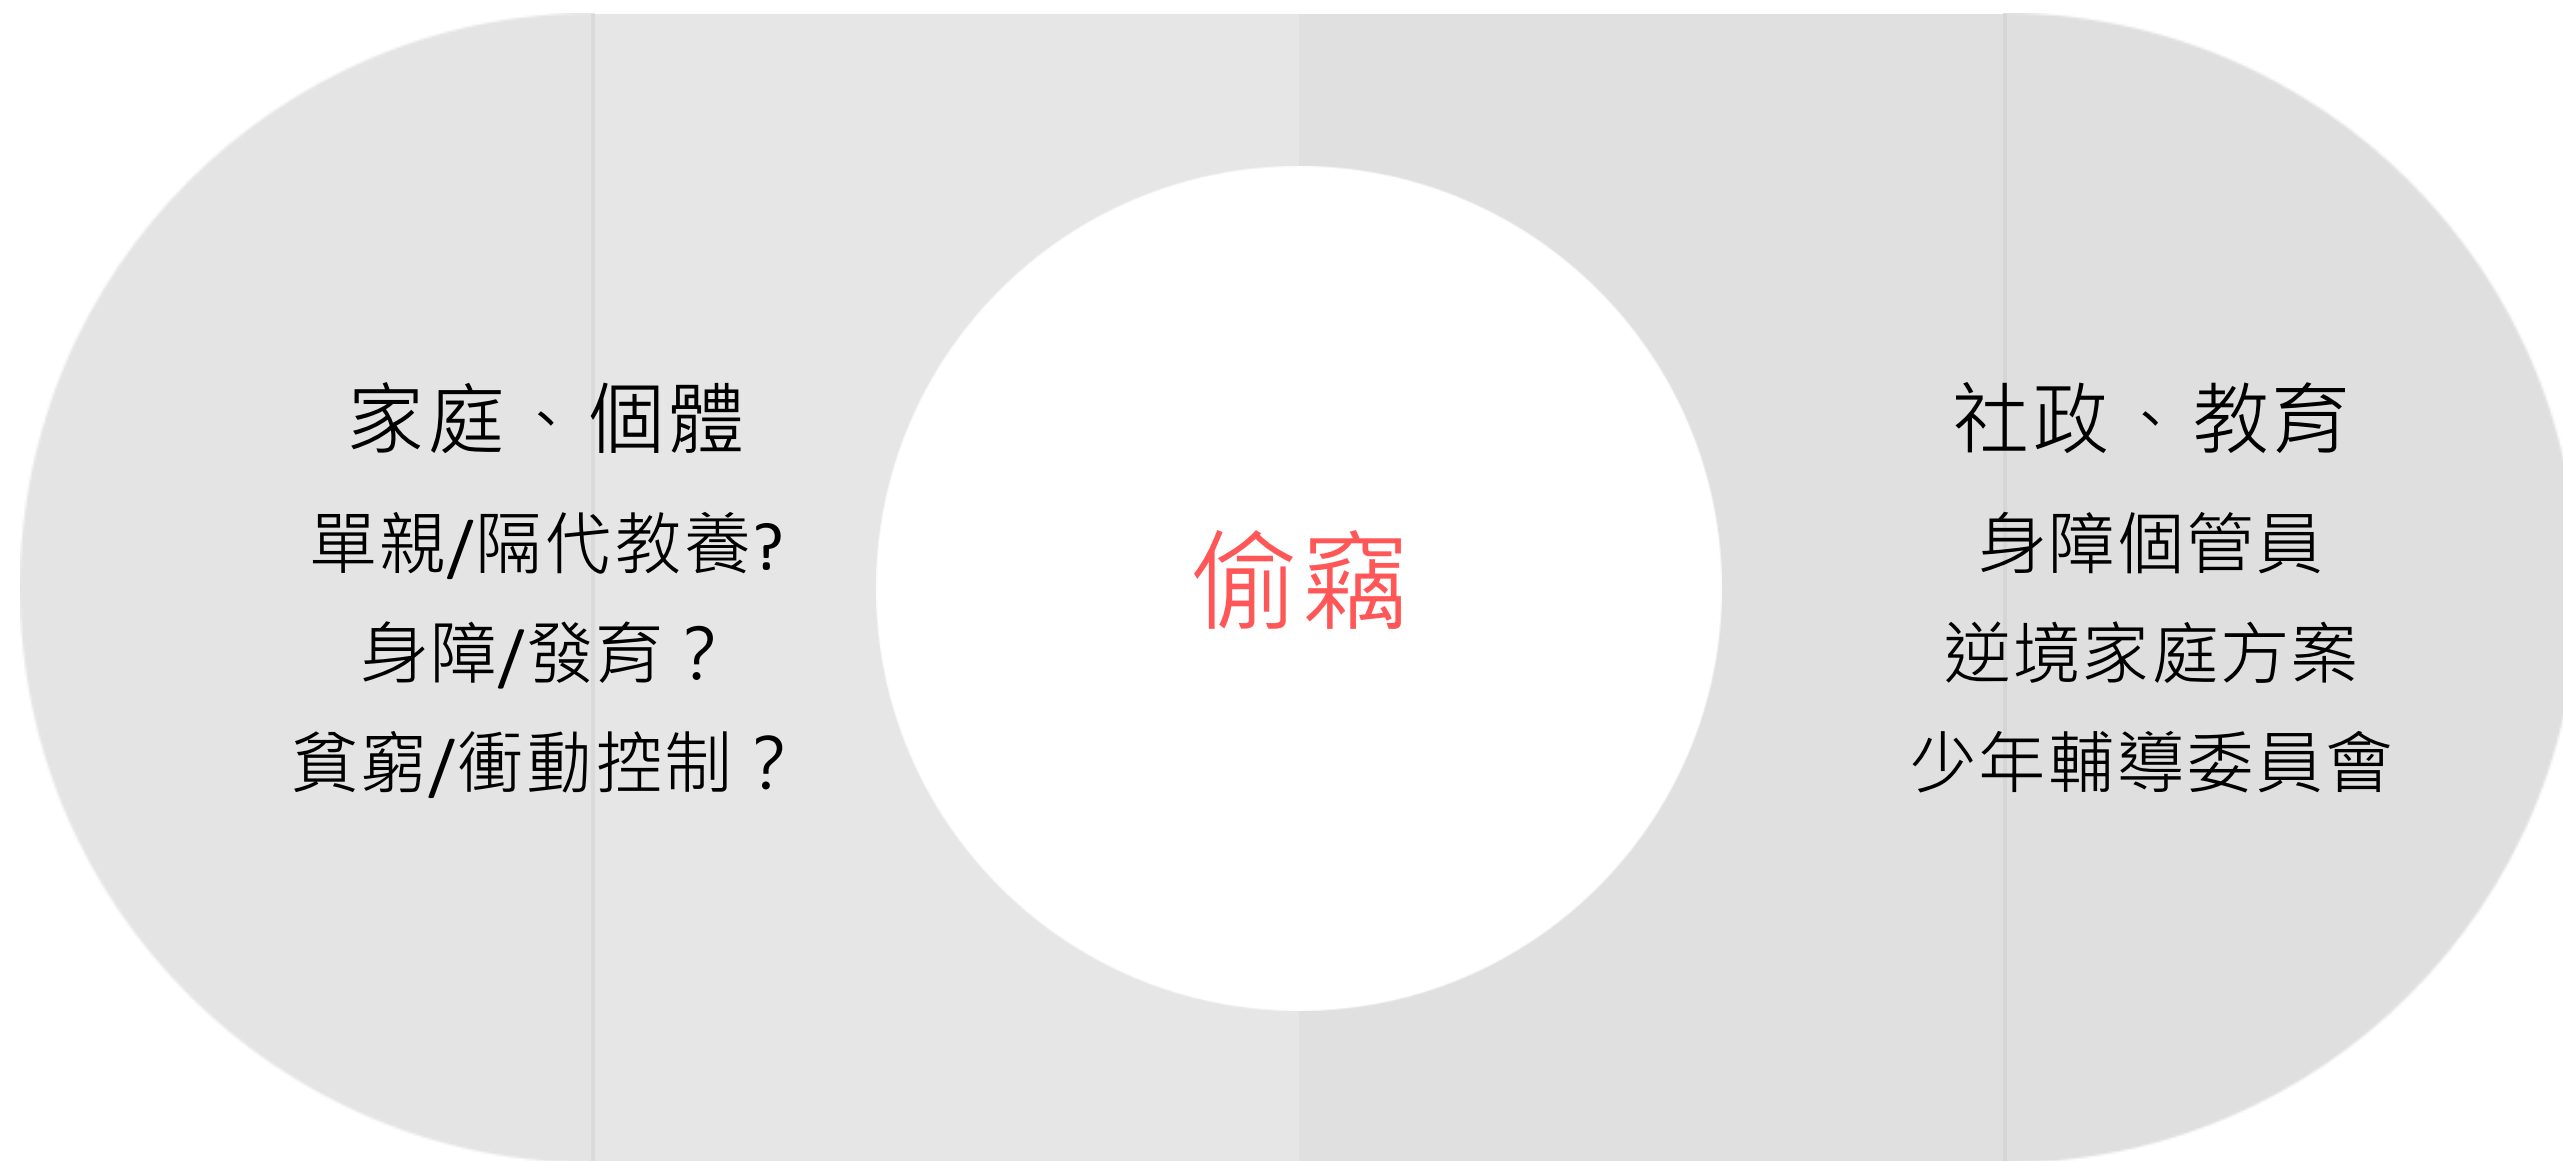 家庭、個體
單親/隔代教養?
身障/發育？
貧窮/衝動控制？
偷竊
社政、教育
身障個管員
逆境家庭方案
少年輔導委員會